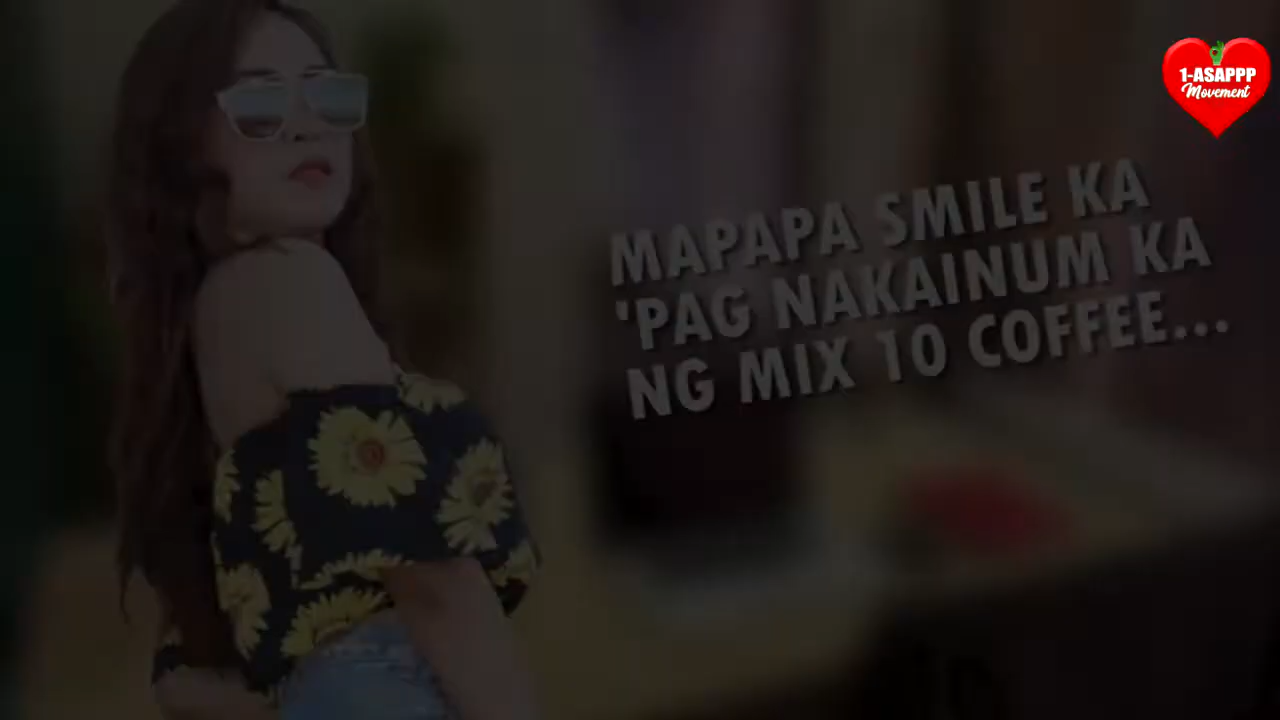 1-ASAPPP
Movement
MAPAPA SMILE KA
'PAG NAKAINUM KA
NG MIX 10 COFFEE...